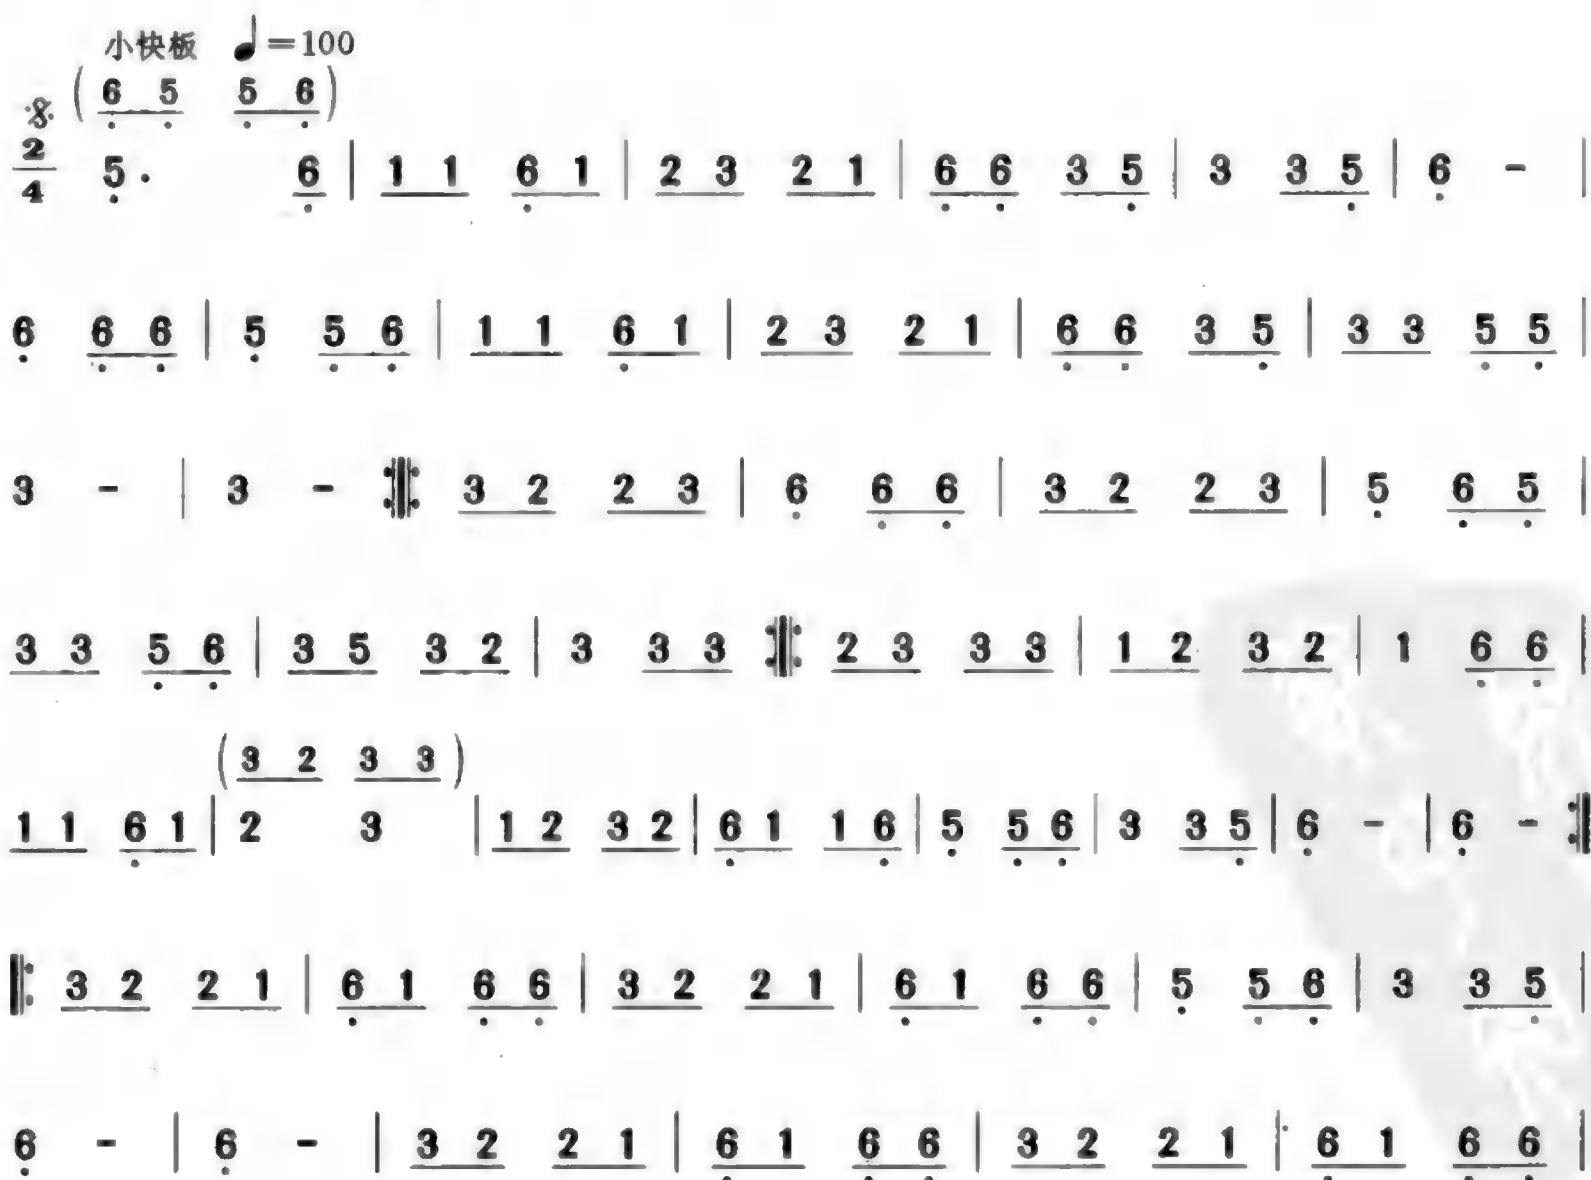 小快板 ♩=100
𝄋 (6̣ 5̣ 5̣ 6̣)
2/4 5̣. 6̣ | 1 1 6̣ 1 | 2 3 2 1 | 6̣ 6̣ 3 5̣ | 3 3 5̣ | 6̣ - |
6̣ 6̣ 6̣ | 5̣ 5̣ 6̣ | 1 1 6̣ 1 | 2 3 2 1 | 6̣ 6̣ 3 5̣ | 3 3 5̣ 5̣ |
3 - | 3 - :‖: 3 2 2 3 | 6̣ 6̣ 6̣ | 3 2 2 3 | 5̣ 6̣ 5̣ |
3 3 5̣ 6̣ | 3 5 3 2 | 3 3 3 :‖: 2 3 3 3 | 1 2 3 2 | 1 6̣ 6̣ |
(3 2 3 3)
1 1 6̣ 1 | 2 3 | 1 2 3 2 | 6̣ 1 1 6̣ | 5̣ 5̣ 6̣ | 3 3 5̣ | 6̣ - | 6̣ - :‖
‖: 3 2 2 1 | 6̣ 1 6̣ 6̣ | 3 2 2 1 | 6̣ 1 6̣ 6̣ | 5̣ 5̣ 6̣ | 3 3 5̣ |
6̣ - | 6̣ - | 3 2 2 1 | 6̣ 1 6̣ 6̣ | 3 2 2 1 | 6̣ 1 6̣ 6̣ |